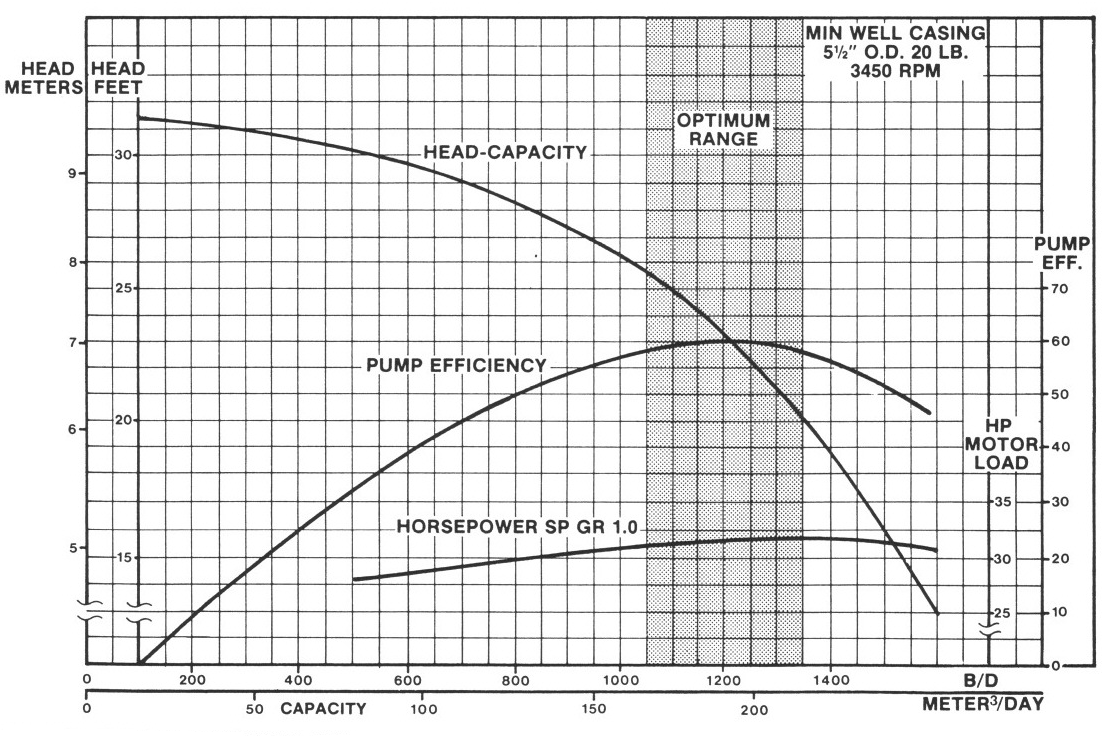 MIN WELL CASING
5½" O.D. 20 LB.
3450 RPM
HEAD HEAD
METERS FEET
OPTIMUM
RANGE
HEAD-CAPACITY
30
9
PUMP
EFF.
8
25
70
7
60
PUMP EFFICIENCY
50
20
6
HP
MOTOR
LOAD
40
35
30
HORSEPOWER SP GR 1.0
5
15
30
20
25
10
0
0
200
400
600
800
1000
1200
1400
B/D
0
50
CAPACITY
100
150
200
METER³/DAY